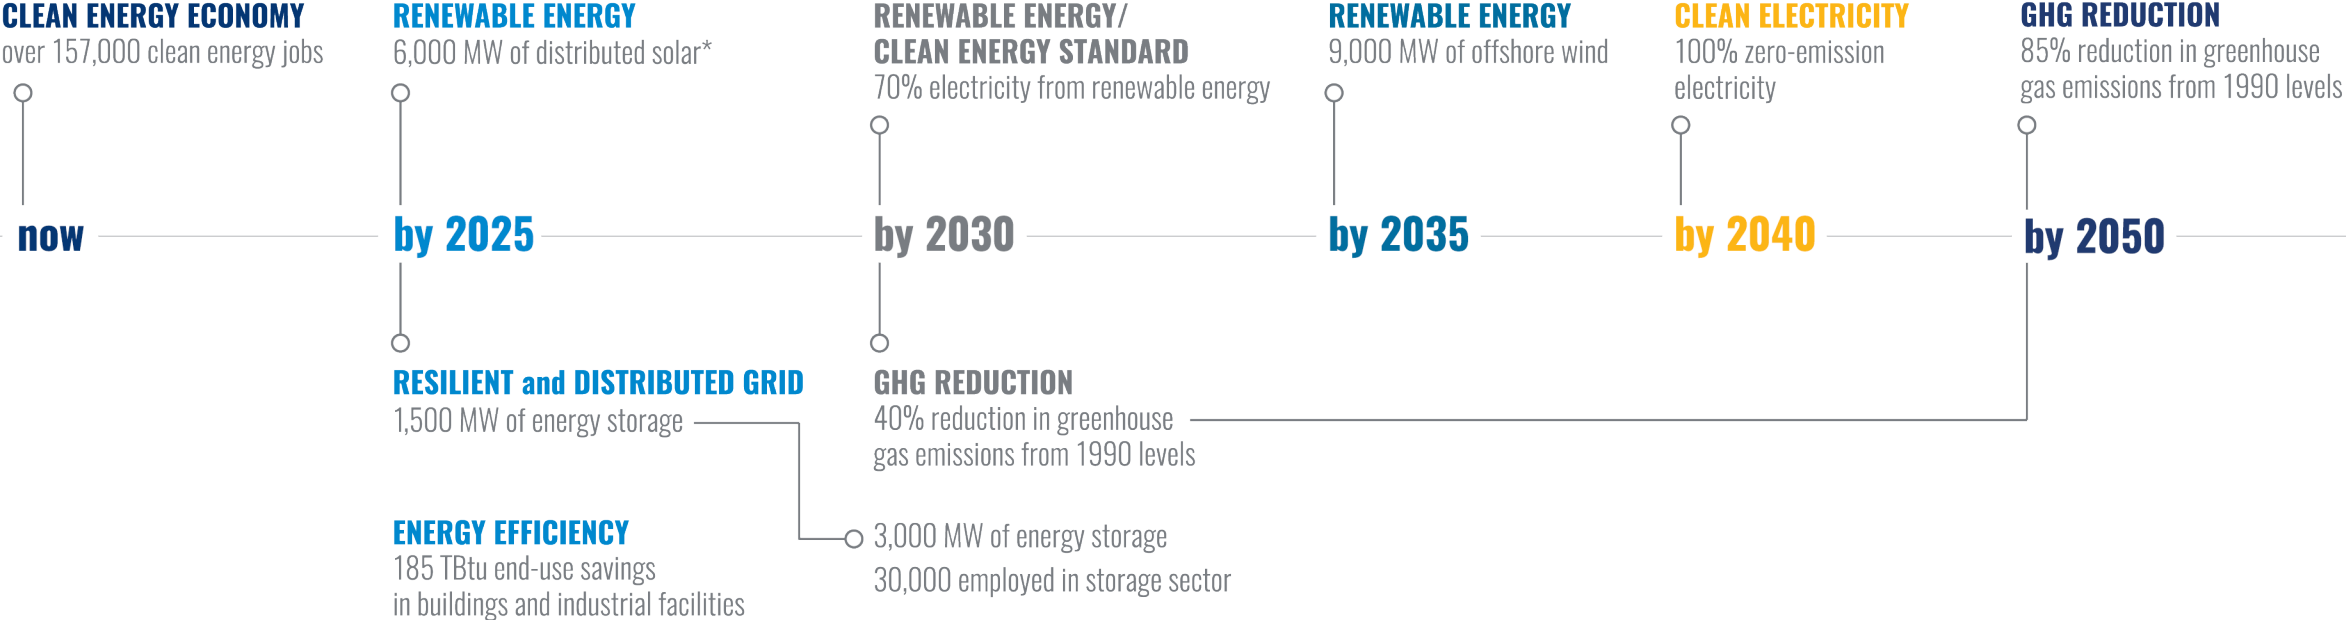 CLEAN ENERGY ECONOMY
over 157,000 clean energy jobs
RENEWABLE ENERGY
6,000 MW of distributed solar*
RENEWABLE ENERGY/
CLEAN ENERGY STANDARD
70% electricity from renewable energy
RENEWABLE ENERGY
9,000 MW of offshore wind
CLEAN ELECTRICITY
100% zero-emission
electricity
GHG REDUCTION
85% reduction in greenhouse
gas emissions from 1990 levels
now
by 2025
by 2030
by 2035
by 2040
by 2050
RESILIENT and DISTRIBUTED GRID
1,500 MW of energy storage
GHG REDUCTION
40% reduction in greenhouse
gas emissions from 1990 levels
ENERGY EFFICIENCY
185 TBtu end-use savings
in buildings and industrial facilities
3,000 MW of energy storage
30,000 employed in storage sector